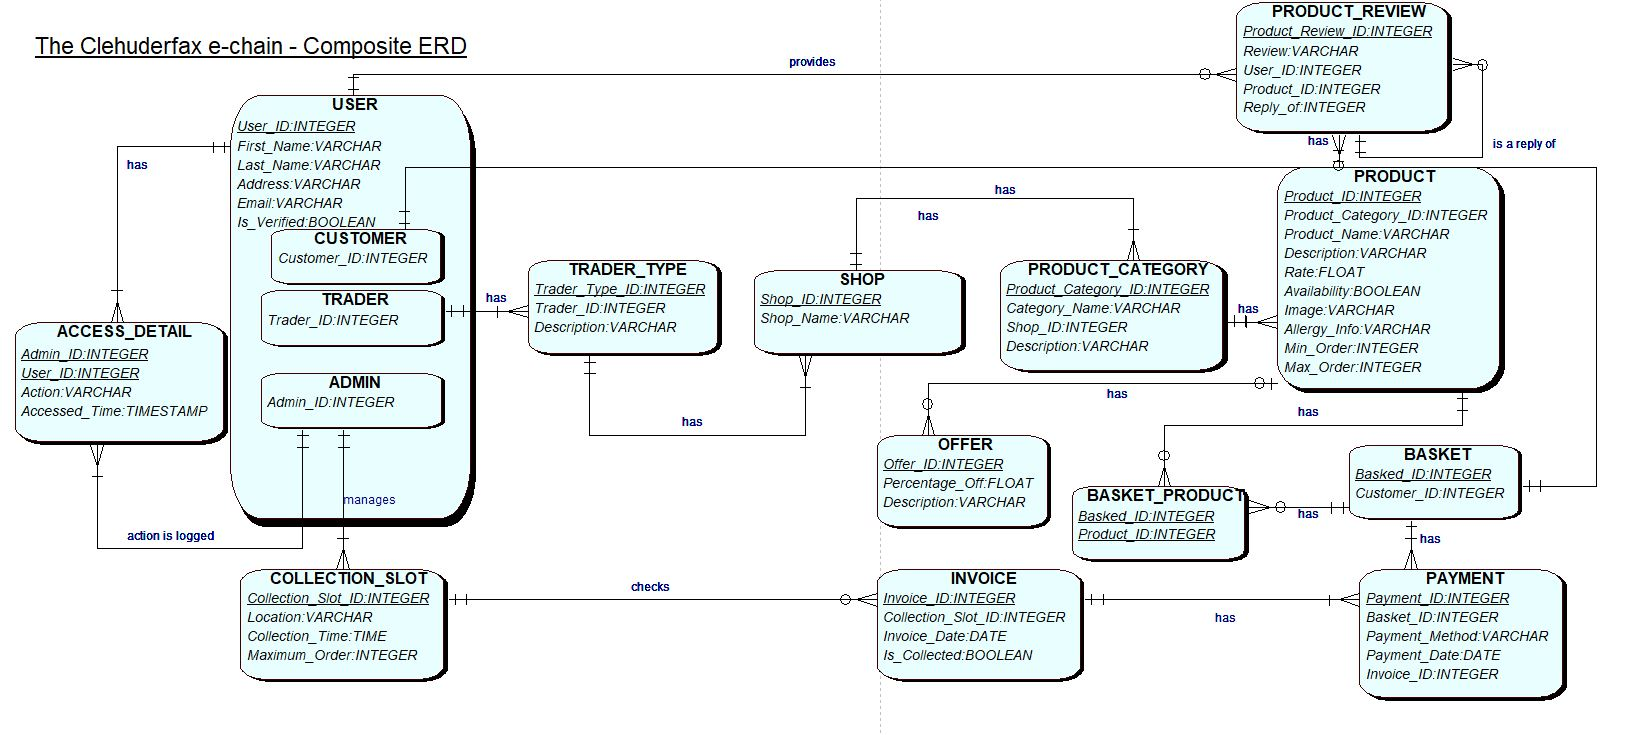 The Clehuderfax e-chain - Composite ERD
provides
PRODUCT_REVIEW
Product_Review_ID:INTEGER
Review:VARCHAR
User_ID:INTEGER
Product_ID:INTEGER
Reply_of:INTEGER
has
is a reply of
USER
User_ID:INTEGER
First_Name:VARCHAR
Last_Name:VARCHAR
Address:VARCHAR
Email:VARCHAR
Is_Verified:BOOLEAN
has
CUSTOMER
Customer_ID:INTEGER
TRADER
Trader_ID:INTEGER
ADMIN
Admin_ID:INTEGER
manages
has
TRADER_TYPE
Trader_Type_ID:INTEGER
Trader_ID:INTEGER
Description:VARCHAR
has
has
has
SHOP
Shop_ID:INTEGER
Shop_Name:VARCHAR
PRODUCT_CATEGORY
Product_Category_ID:INTEGER
Category_Name:VARCHAR
Shop_ID:INTEGER
Description:VARCHAR
has
PRODUCT
Product_ID:INTEGER
Product_Category_ID:INTEGER
Product_Name:VARCHAR
Description:VARCHAR
Rate:FLOAT
Availability:BOOLEAN
Image:VARCHAR
Allergy_Info:VARCHAR
Min_Order:INTEGER
Max_Order:INTEGER
ACCESS_DETAIL
Admin_ID:INTEGER
User_ID:INTEGER
Action:VARCHAR
Accessed_Time:TIMESTAMP
action is logged
has
has
OFFER
Offer_ID:INTEGER
Percentage_Off:FLOAT
Description:VARCHAR
BASKET_PRODUCT
Basked_ID:INTEGER
Product_ID:INTEGER
has
BASKET
Basked_ID:INTEGER
Customer_ID:INTEGER
has
COLLECTION_SLOT
Collection_Slot_ID:INTEGER
Location:VARCHAR
Collection_Time:TIME
Maximum_Order:INTEGER
checks
INVOICE
Invoice_ID:INTEGER
Collection_Slot_ID:INTEGER
Invoice_Date:DATE
Is_Collected:BOOLEAN
has
PAYMENT
Payment_ID:INTEGER
Basket_ID:INTEGER
Payment_Method:VARCHAR
Payment_Date:DATE
Invoice_ID:INTEGER